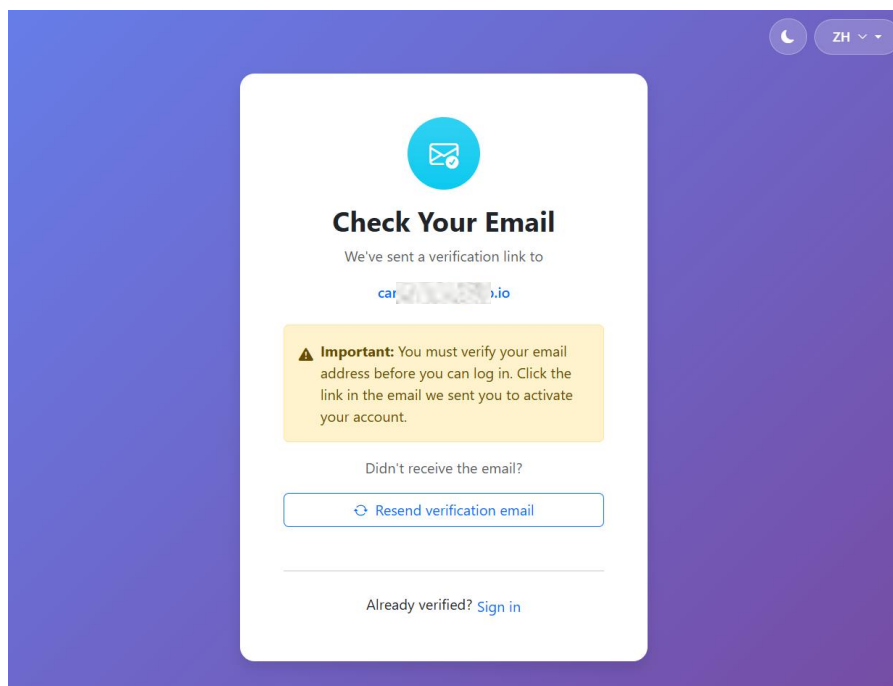 ZH
Check Your Email
We've sent a verification link to
car .io
Important: You must verify your email
address before you can log in. Click the
link in the email we sent you to activate
your account.
Didn't receive the email?
Resend verification email
Already verified? Sign in